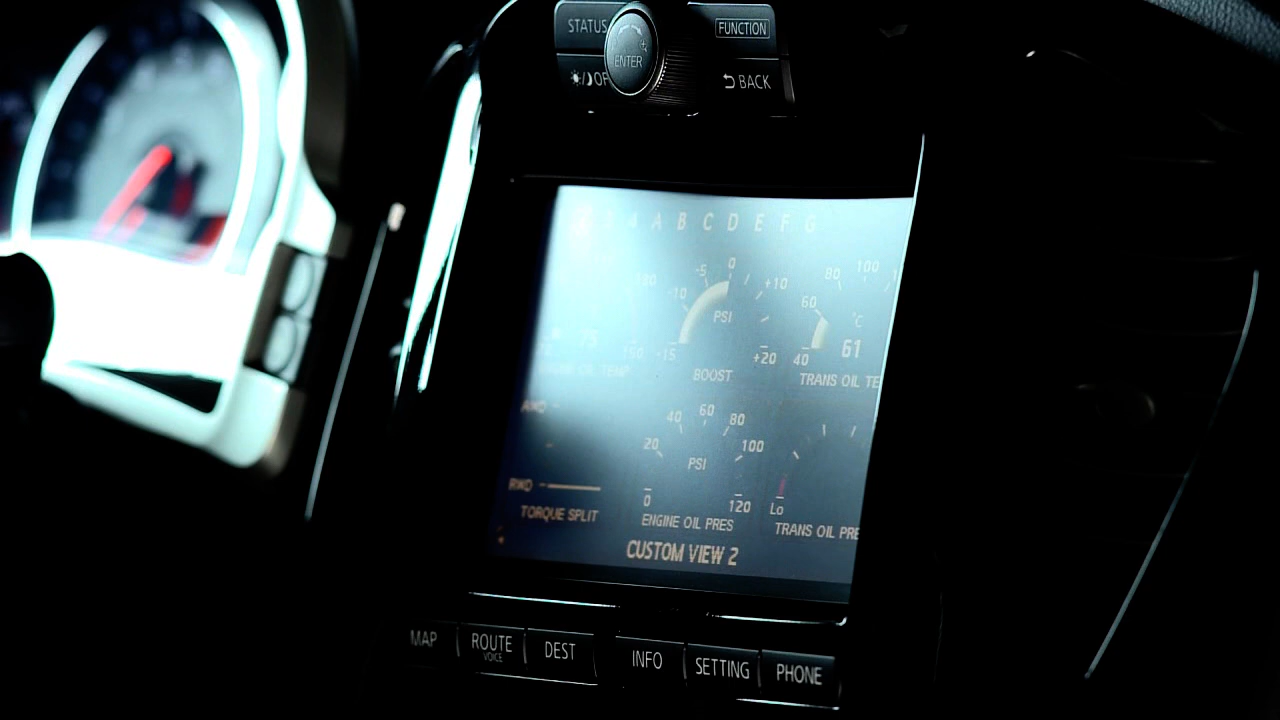 STATUS
FUNCTION
ENTER
BACK
A B C D E F G
-15 -10 -5 0 +10 +20
PSI
BOOST
40 60 80 100
°C
61
TRANS OIL TE
OIL TEMP
75
150
AWD
RWD
TORQUE SPLIT
0 20 40 60 80 100 120
PSI
ENGINE OIL PRES
Lo
TRANS OIL PRE
CUSTOM VIEW 2
MAP
ROUTE
VOICE
DEST
INFO
SETTING
PHONE